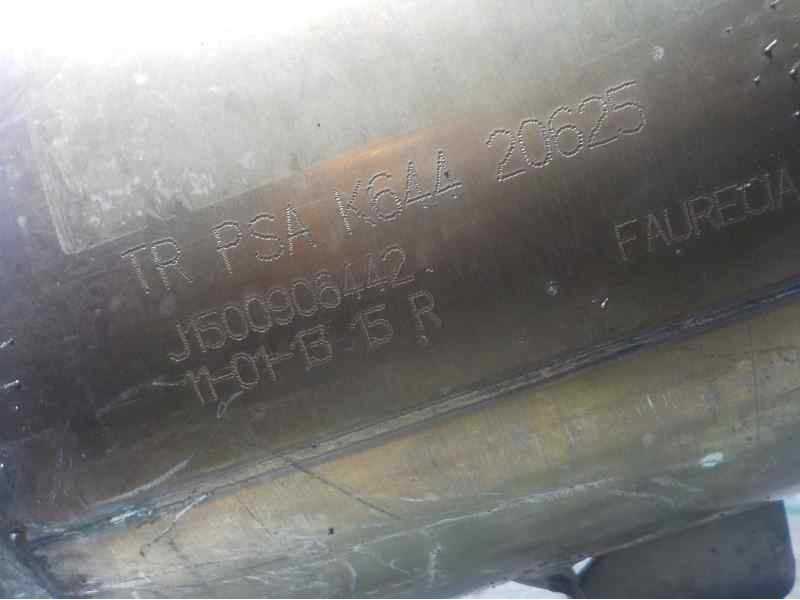 TR PSA K644 20625
J1500906442
11-01-13 15 R
FAURECIA